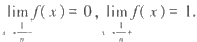 lim f(x) = 0, lim f(x) = 1.
x→1/n⁻ x→1/n⁺